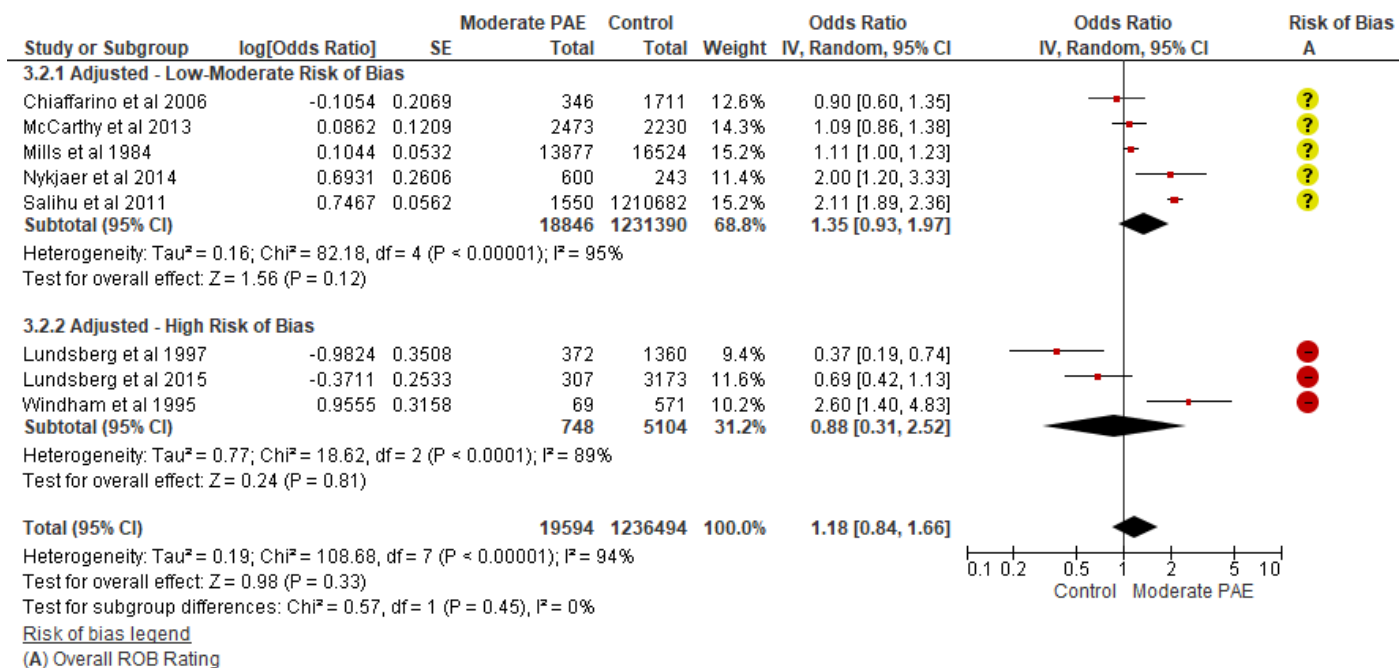 Moderate PAE Control Odds Ratio Odds Ratio Risk of Bias
Study or Subgroup log[Odds Ratio] SE Total Total Weight IV, Random, 95% CI IV, Random, 95% CI A
3.2.1 Adjusted - Low-Moderate Risk of Bias
Chiaffarino et al 2006 -0.1054 0.2069 346 1711 12.6% 0.90 [0.60, 1.35] ?
McCarthy et al 2013 0.0862 0.1209 2473 2230 14.3% 1.09 [0.86, 1.38] ?
Mills et al 1984 0.1044 0.0532 13877 16524 15.2% 1.11 [1.00, 1.23] ?
Nykjaer et al 2014 0.6931 0.2606 600 243 11.4% 2.00 [1.20, 3.33] ?
Salihu et al 2011 0.7467 0.0562 1550 1210682 15.2% 2.11 [1.89, 2.36] ?
Subtotal (95% CI) 18846 1231390 68.8% 1.35 [0.93, 1.97]
Heterogeneity: Tau² = 0.16; Chi² = 82.18, df = 4 (P < 0.00001); I² = 95%
Test for overall effect: Z = 1.56 (P = 0.12)
3.2.2 Adjusted - High Risk of Bias
Lundsberg et al 1997 -0.9824 0.3508 372 1360 9.4% 0.37 [0.19, 0.74] -
Lundsberg et al 2015 -0.3711 0.2533 307 3173 11.6% 0.69 [0.42, 1.13] -
Windham et al 1995 0.9555 0.3158 69 571 10.2% 2.60 [1.40, 4.83] -
Subtotal (95% CI) 748 5104 31.2% 0.88 [0.31, 2.52]
Heterogeneity: Tau² = 0.77; Chi² = 18.62, df = 2 (P < 0.0001); I² = 89%
Test for overall effect: Z = 0.24 (P = 0.81)
Total (95% CI) 19594 1236494 100.0% 1.18 [0.84, 1.66]
Heterogeneity: Tau² = 0.19; Chi² = 108.68, df = 7 (P < 0.00001); I² = 94%
Test for overall effect: Z = 0.98 (P = 0.33)
Test for subgroup differences: Chi² = 0.57, df = 1 (P = 0.45), I² = 0%
0.1 0.2 0.5 1 2 5 10
Control Moderate PAE
Risk of bias legend
(A) Overall ROB Rating